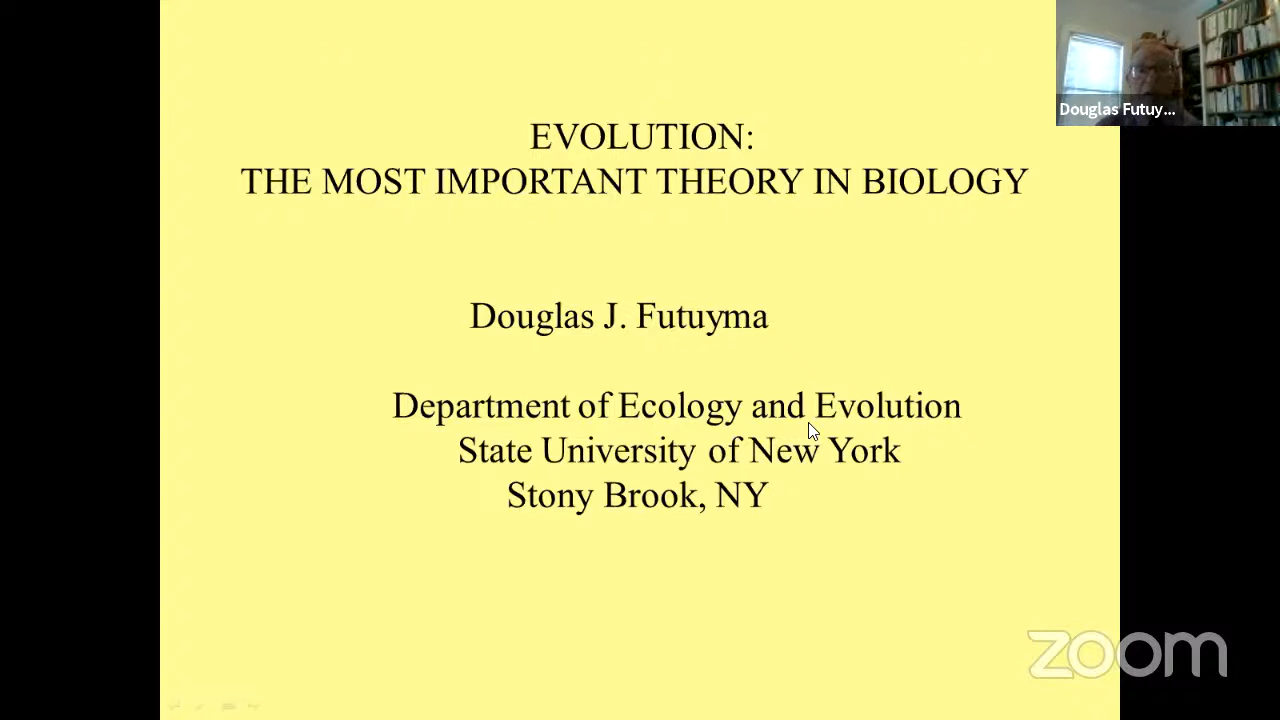 EVOLUTION:
THE MOST IMPORTANT THEORY IN BIOLOGY
Douglas J. Futuyma
Department of Ecology and Evolution
State University of New York
Stony Brook, NY
Douglas Futuy...
zoom